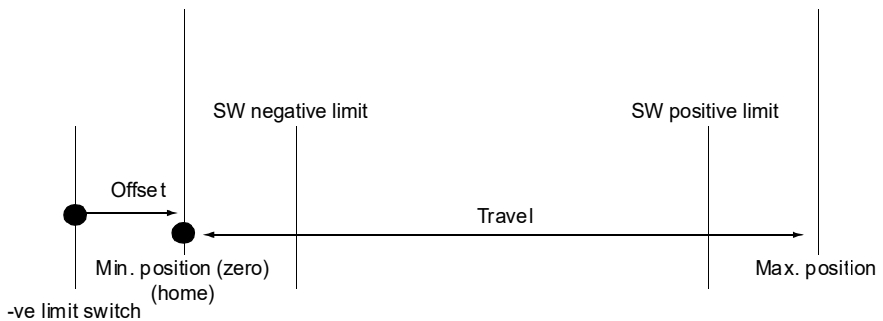 SW negative limit
SW positive limit
Offset
Travel
Min. position (zero)
(home)
Max. position
-ve limit switch